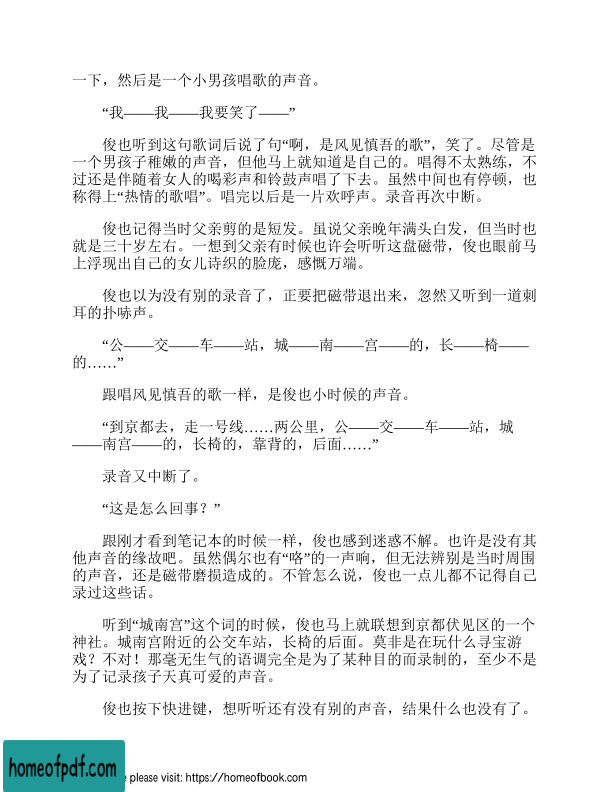 一下，然后是一个小男孩唱歌的声音。
“我——我——我要笑了——”
俊也听到这句歌词后说了句“啊，是风见慎吾的歌”，笑了。尽管是
一个男孩子稚嫩的声音，但他马上就知道是自己的。唱得不太熟练，不
过还是伴随着女人的喝彩声和铃鼓声唱了下去。虽然中间也有停顿，也
称得上“热情的歌唱”。唱完以后是一片欢呼声。录音再次中断。
俊也记得当时父亲剪的是短发。虽说父亲晚年满头白发，但当时也
就是三十岁左右。一想到父亲有时候也许会听听这盘磁带，俊也眼前马
上浮现出自己的女儿诗织的脸庞，感慨万端。
俊也以为没有别的录音了，正要把磁带退出来，忽然又听到一道刺
耳的扑哧声。
“公——交——车——站，城——南——宫——的，长——椅——
的……”
跟唱风见慎吾的歌一样，是俊也小时候的声音。
“到京都去，走一号线……两公里，公——交——车——站，城
——南宫——的，长椅的，靠背的，后面……”
录音又中断了。
“这是怎么回事？”
跟刚才看到笔记本的时候一样，俊也感到迷惑不解。也许是没有其
他声音的缘故吧。虽然偶尔也有“咯”的一声响，但无法辨别是当时周围
的声音，还是磁带磨损造成的。不管怎么说，俊也一点儿都不记得自己
录过这些话。
听到“城南宫”这个词的时候，俊也马上就联想到京都伏见区的一个
神社。城南宫附近的公交车站，长椅的后面。莫非是在玩什么寻宝游
戏？不对！那毫无生气的语调完全是为了某种目的而录制的，至少不是
为了记录孩子天真可爱的声音。
俊也按下快进键，想听听还有没有别的声音，结果什么也没有了。
homeofpdf.com
e please visit: https://homeofbook.com